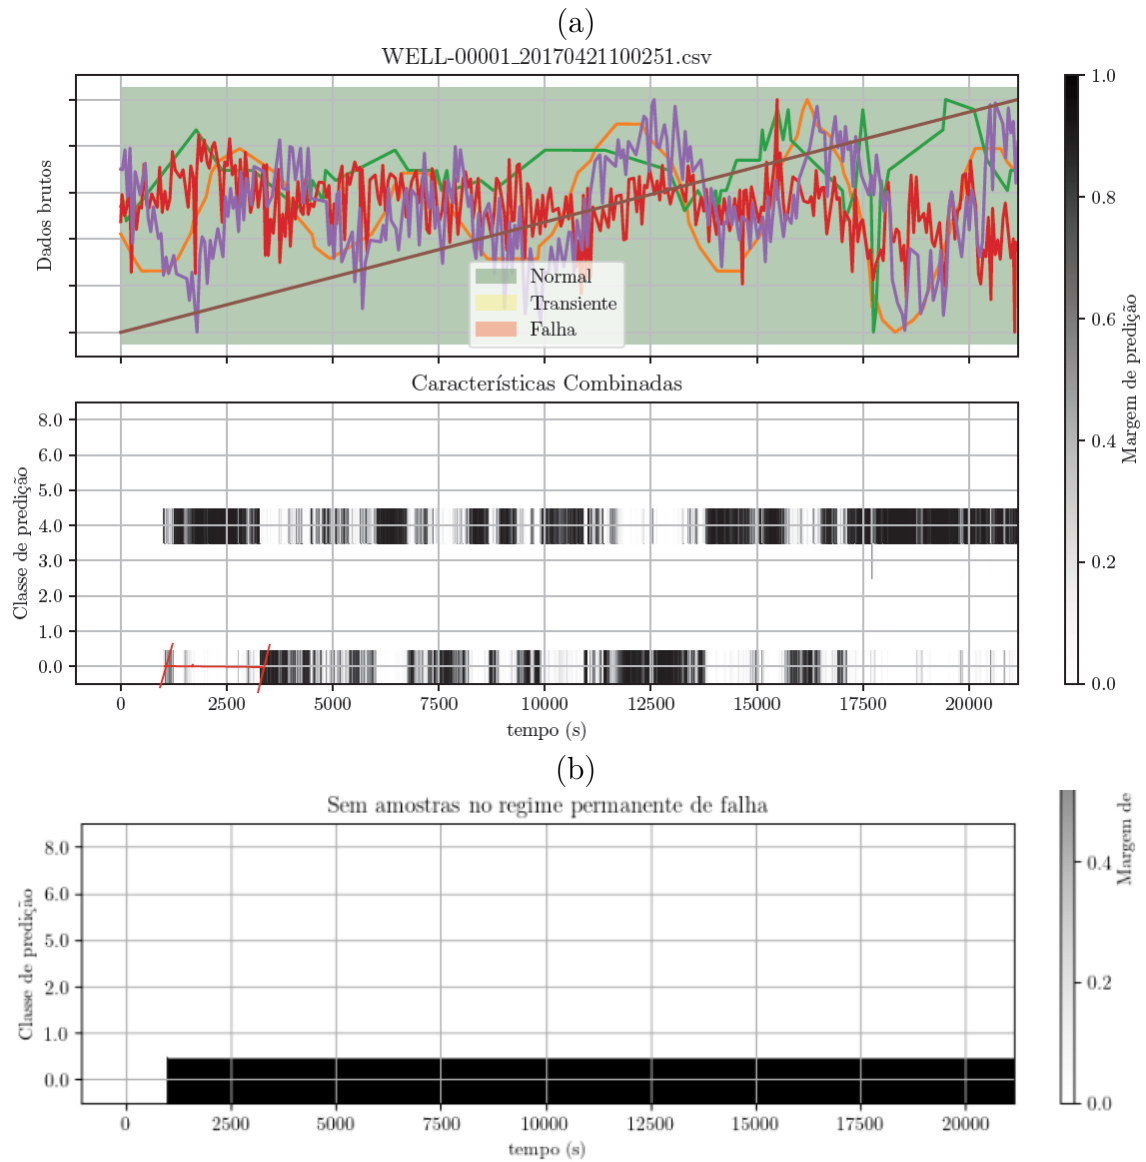 (a)
WELL-00001_20170421100251.csv
Dados brutos
Normal
Transiente
Falha
Características Combinadas
Classe de predição
8.0
6.0
5.0
4.0
3.0
2.0
1.0
0.0
0 2500 5000 7500 10000 12500 15000 17500 20000
tempo (s)
1.0
0.8
0.6
0.4
0.2
0.0
Margem de predição
(b)
Sem amostras no regime permanente de falha
Classe de predição
8.0
6.0
5.0
2.0
1.0
0.0
0 2500 5000 7500 10000 12500 15000 17500 20000
tempo (s)
0.4
0.2
0.0
Margem de